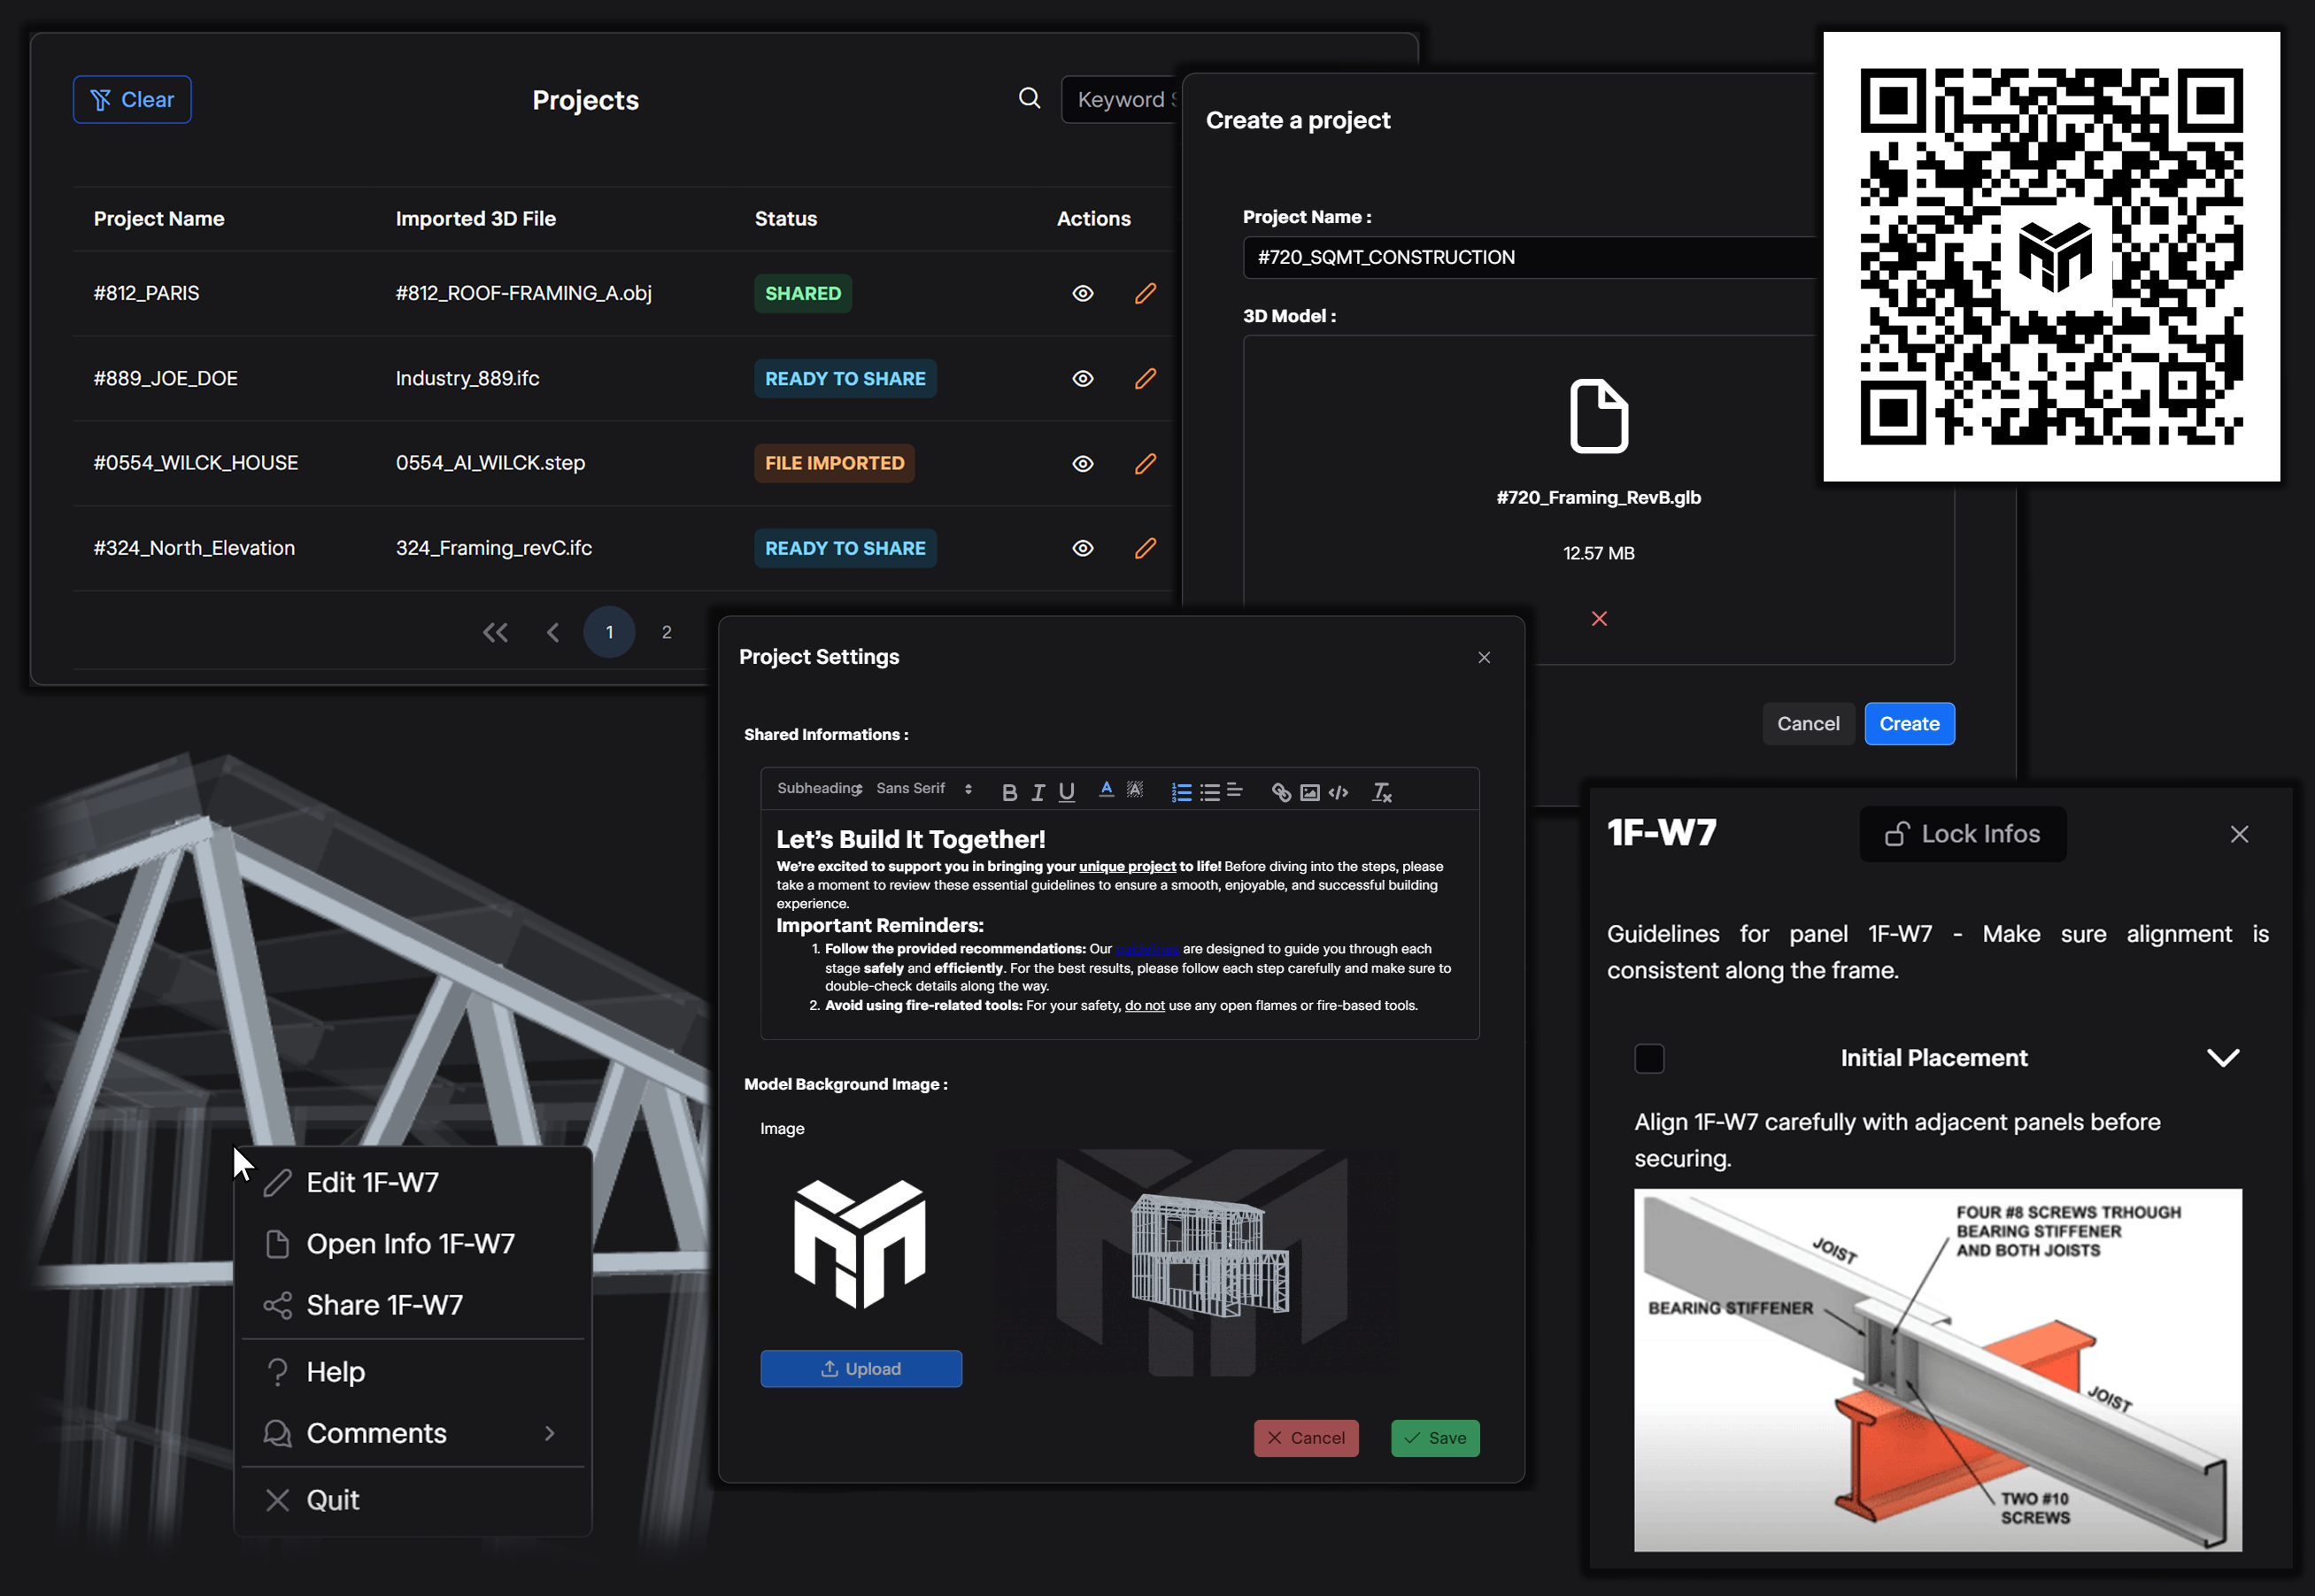 Clear
Projects
Keyword
Project Name
Imported 3D File
Status
Actions
#812_PARIS
#812_ROOF-FRAMING_A.obj
SHARED
#889_JOE_DOE
Industry_889.ifc
READY TO SHARE
#0554_WILCK_HOUSE
0554_AI_WILCK.step
FILE IMPORTED
#324_North_Elevation
324_Framing_revC.ifc
READY TO SHARE
1
2
Create a project
Project Name :
#720_SQMT_CONSTRUCTION
3D Model :
#720_Framing_RevB.glb
12.57 MB
Cancel
Create
Project Settings
Shared Informations :
Subheading
Sans Serif
Let’s Build It Together!
We’re excited to support you in bringing your unique project to life! Before diving into the steps, please
take a moment to review these essential guidelines to ensure a smooth, enjoyable, and successful building
experience.
Important Reminders:
1. Follow the provided recommendations: Our guidelines are designed to guide you through each
stage safely and efficiently. For the best results, please follow each step carefully and make sure to
double-check details along the way.
2. Avoid using fire-related tools: For your safety, do not use any open flames or fire-based tools.
Model Background Image :
Image
Upload
Cancel
Save
Edit 1F-W7
Open Info 1F-W7
Share 1F-W7
Help
Comments
Quit
1F-W7
Lock Infos
Guidelines for panel 1F-W7 - Make sure alignment is
consistent along the frame.
Initial Placement
Align 1F-W7 carefully with adjacent panels before
securing.
FOUR #8 SCREWS TRHOUGH
BEARING STIFFENER
AND BOTH JOISTS
JOIST
BEARING STIFFENER
JOIST
TWO #10
SCREWS